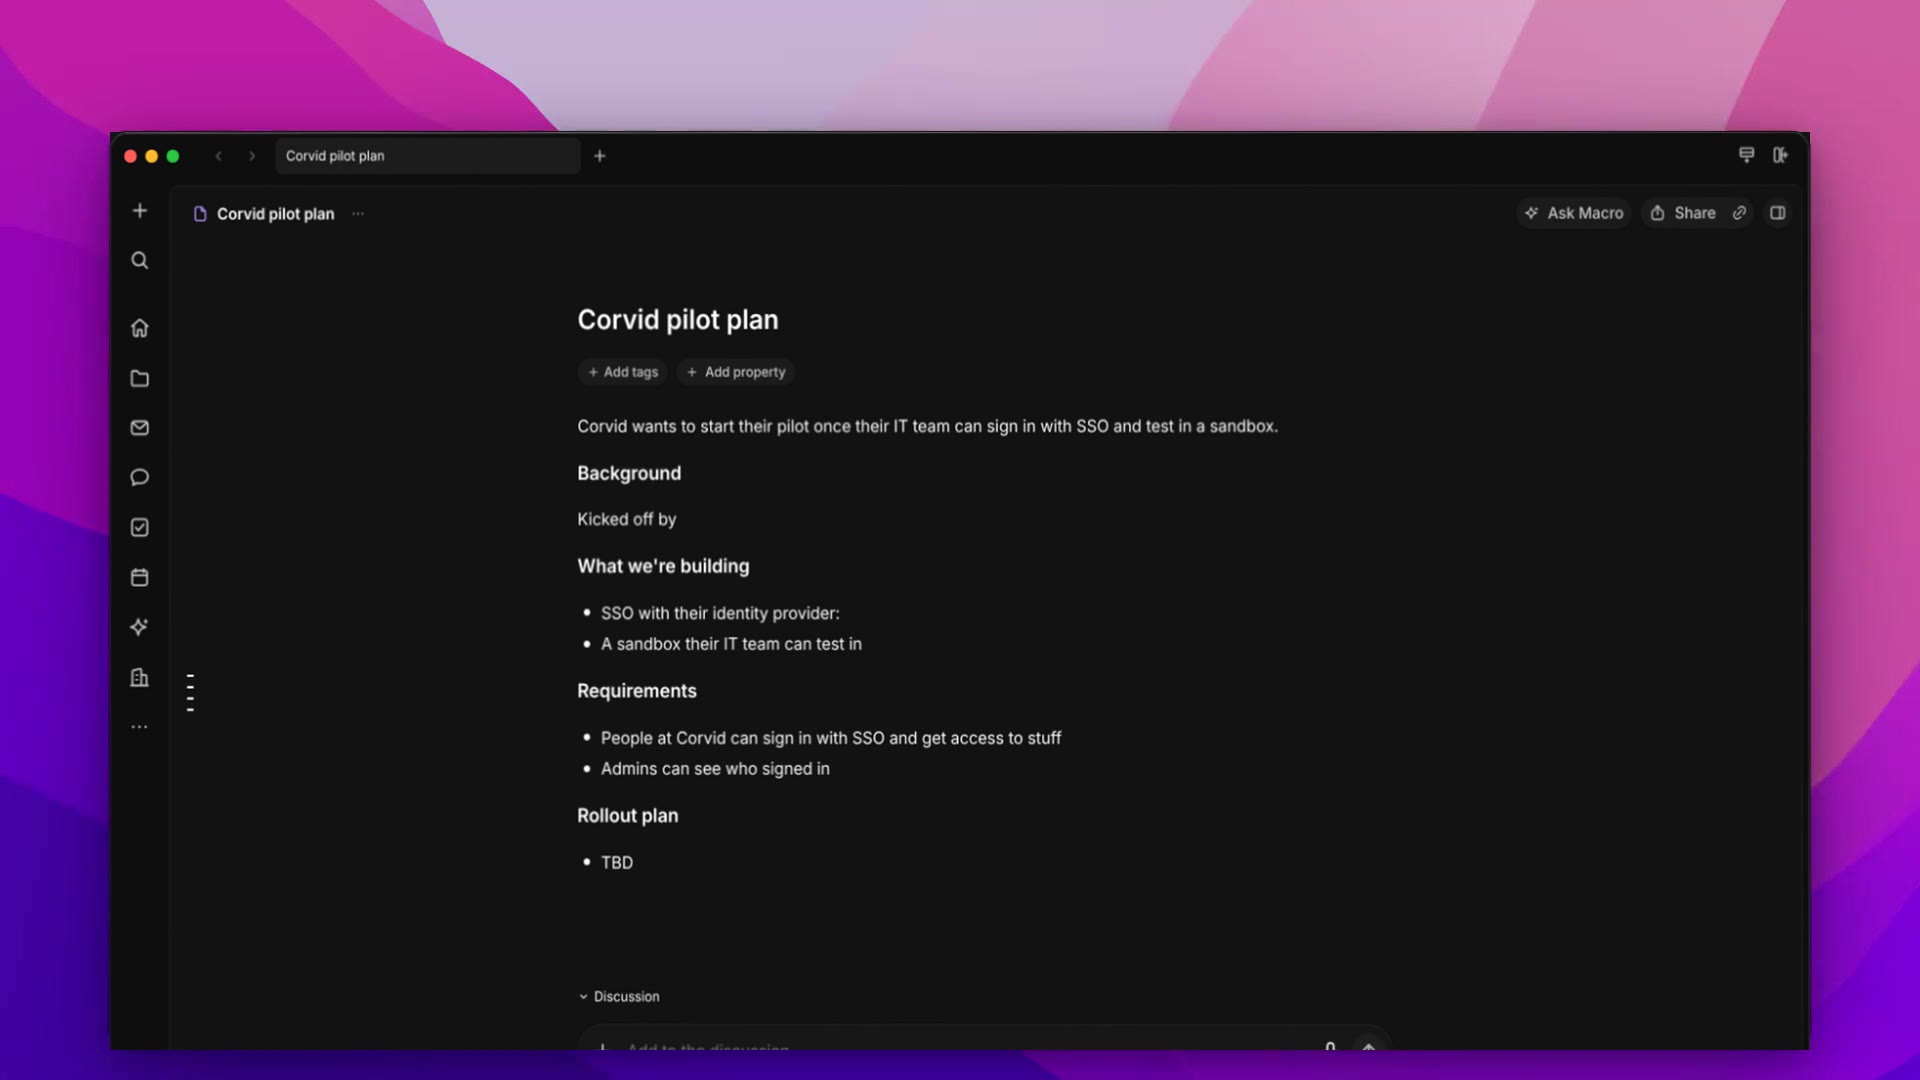 Corvid pilot plan
Corvid pilot plan
Ask Macro
Share
Corvid pilot plan
Add tags
Add property
Corvid wants to start their pilot once their IT team can sign in with SSO and test in a sandbox.
Background
Kicked off by
What we're building
• SSO with their identity provider:
• A sandbox their IT team can test in
Requirements
• People at Corvid can sign in with SSO and get access to stuff
• Admins can see who signed in
Rollout plan
• TBD
Discussion
Add to the discussion